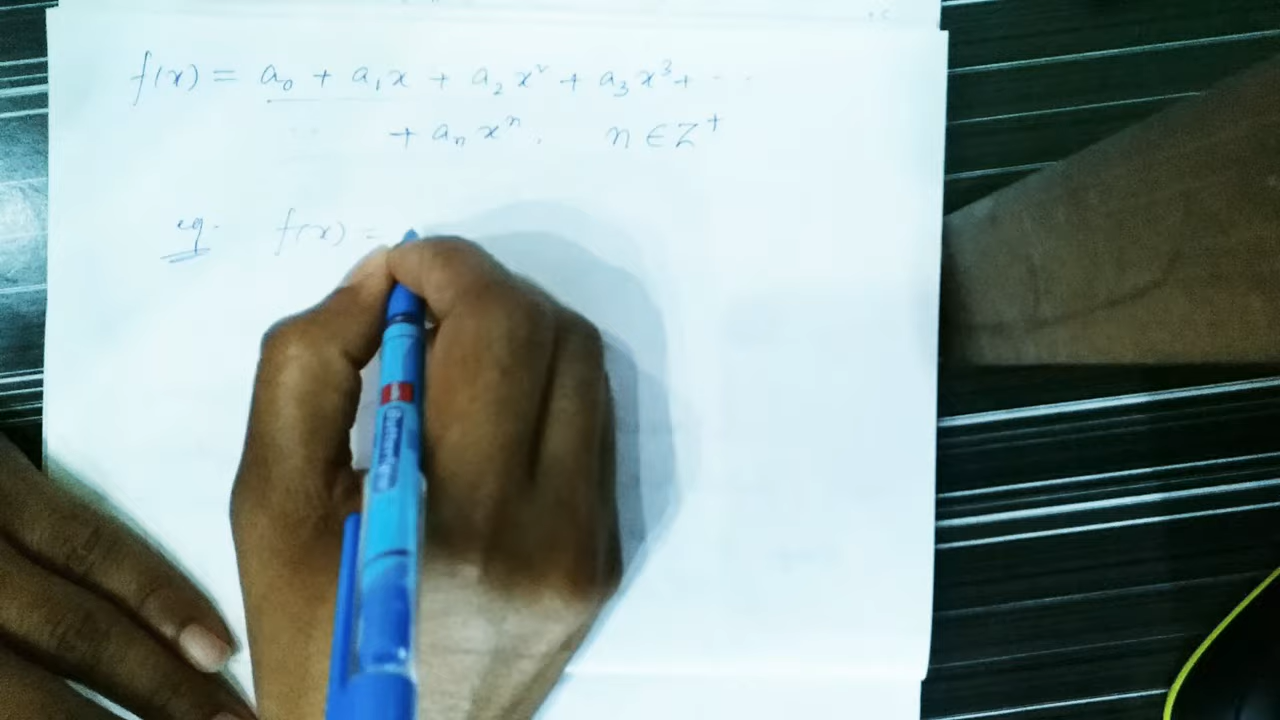 f(x) = a₀ + a₁x + a₂x² + a₃x³ + ...
+ aₙxⁿ. n ∈ Z⁺
eg. f(x) =